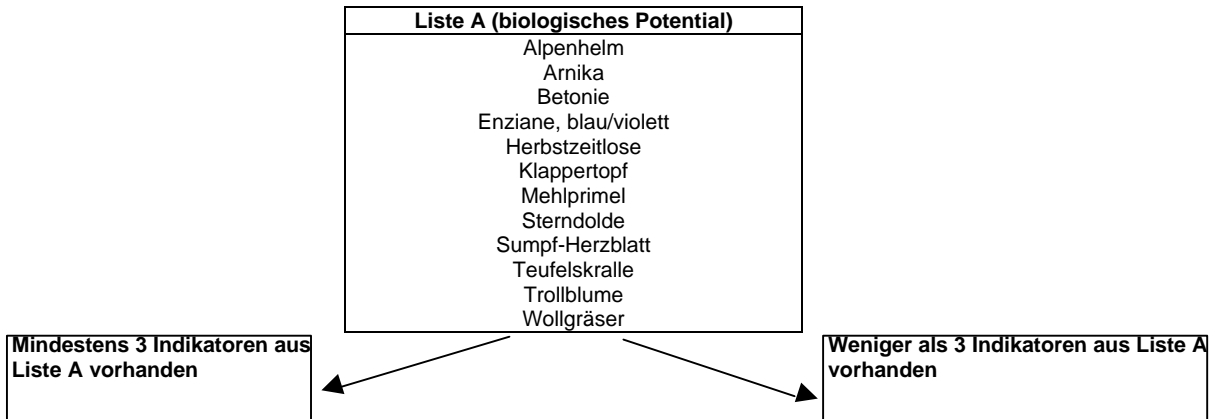 Liste A (biologisches Potential)
Alpenhelm
Arnika
Betonie
Enziane, blau/violett
Herbstzeitlose
Klappertopf
Mehlprimel
Sterndolde
Sumpf-Herzblatt
Teufelskralle
Trollblume
Wollgräser
Mindestens 3 Indikatoren aus
Liste A vorhanden
Weniger als 3 Indikatoren aus Liste A
vorhanden